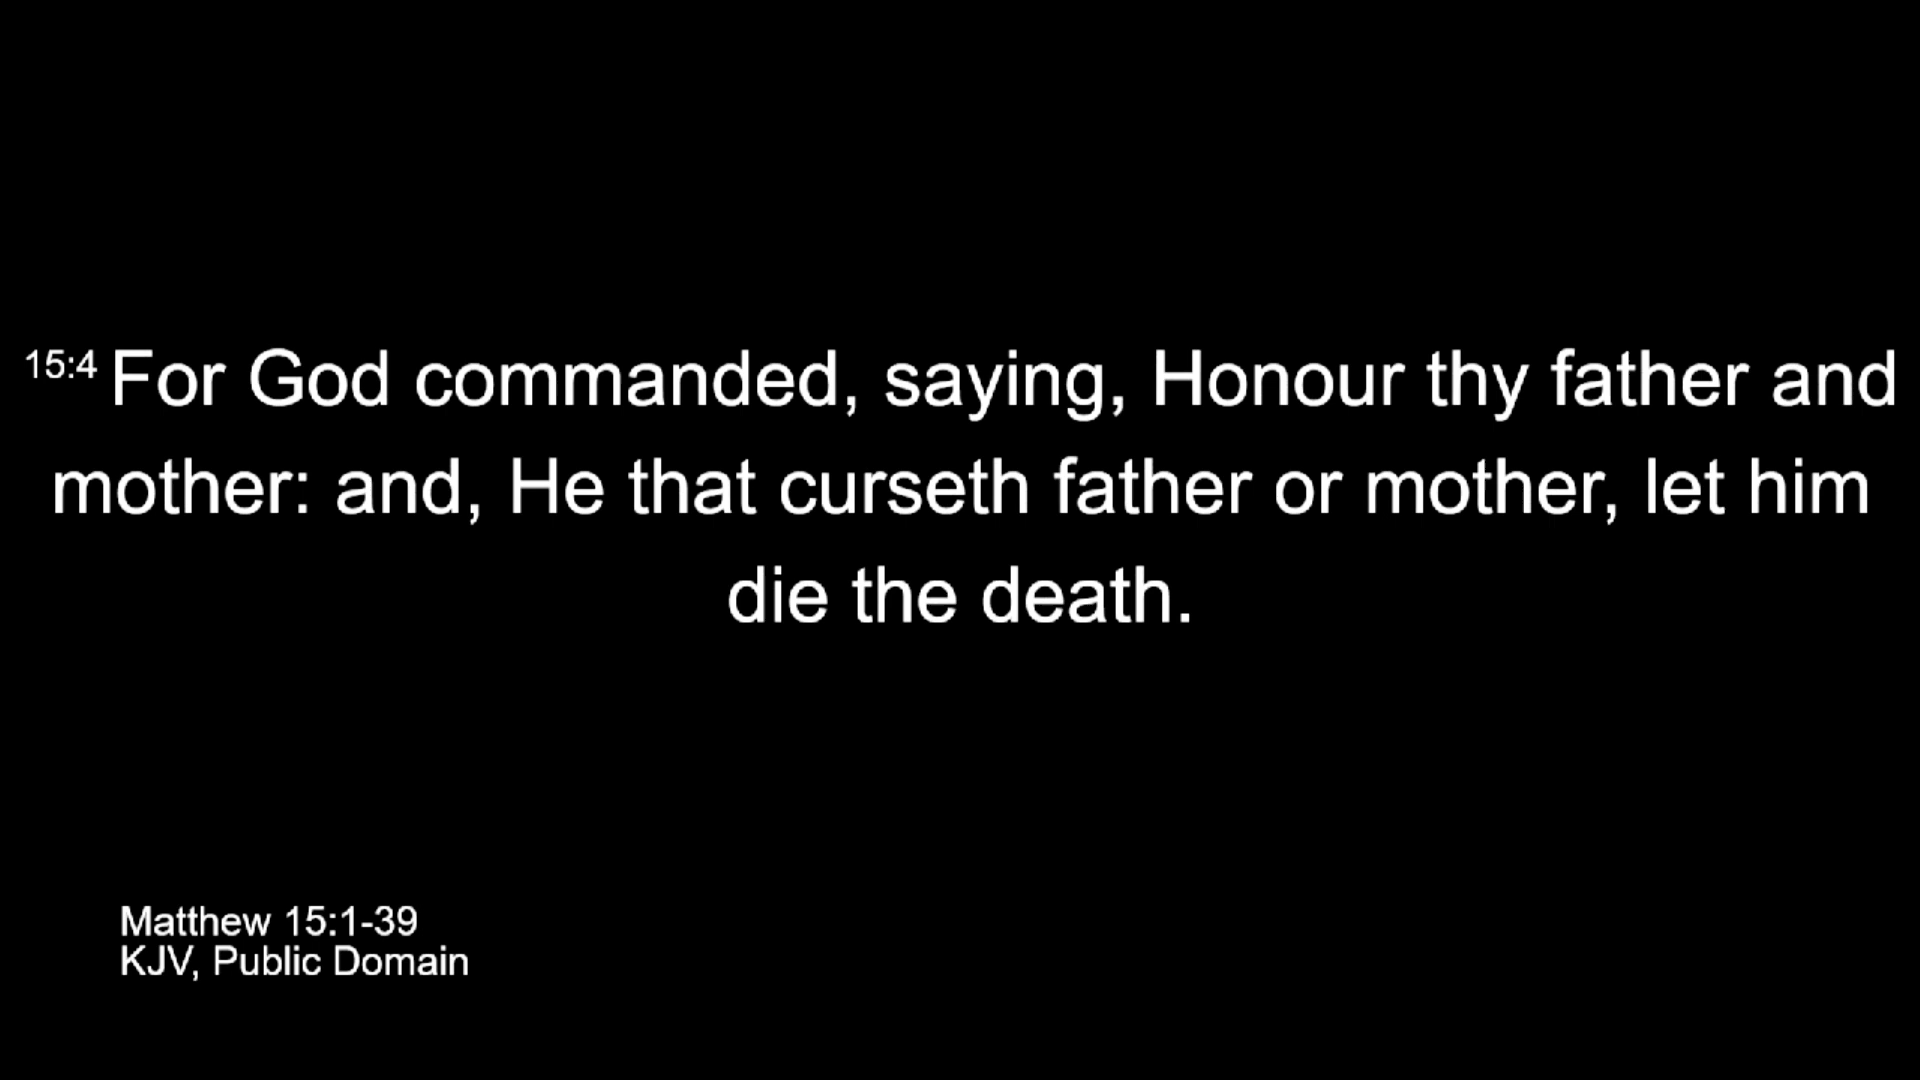 15:4 For God commanded, saying, Honour thy father and
mother: and, He that curseth father or mother, let him
die the death.
Matthew 15:1-39
KJV, Public Domain